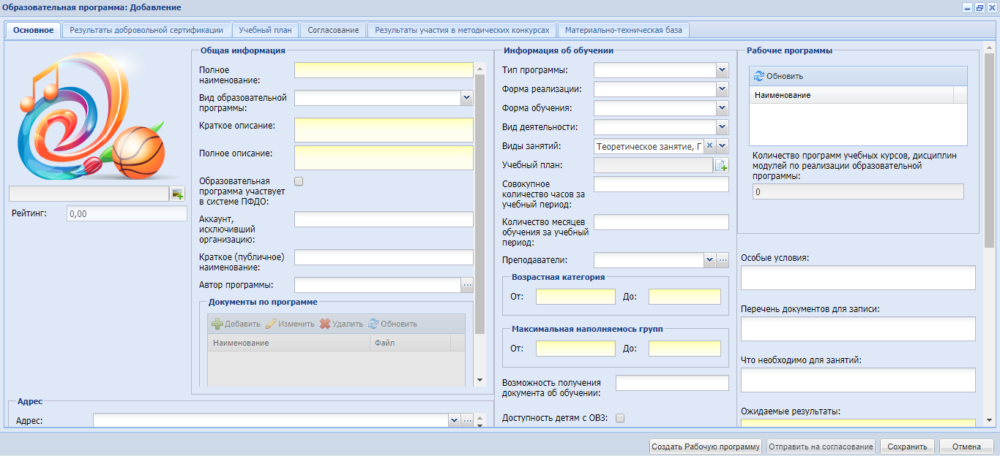 Образовательная программа: Добавление
Основное
Результаты добровольной сертификации
Учебный план
Согласование
Результаты участия в методических конкурсах
Материально-техническая база
Рейтинг:
0,00
Общая информация
Полное
наименование:
Вид образовательной
программы:
Краткое описание:
Полное описание:
Образовательная
программа участвует
в системе ПФДО:
Аккаунт,
исключивший
организацию:
Краткое (публичное)
наименование:
Автор программы:
Документы по программе
Добавить
Изменить
Удалить
Обновить
Наименование
Файл
Адрес
Адрес:
Информация об обучении
Тип программы:
Форма реализации:
Форма обучения:
Вид деятельности:
Виды занятий:
Теоретическое занятие, Г
Учебный план:
Совокупное
количество часов за
учебный период:
Количество месяцев
обучения за учебный
период:
Преподаватели:
Возрастная категория
От:
До:
Максимальная наполняемось групп
От:
До:
Возможность получения
документа об обучении:
Доступность детям с ОВЗ:
Рабочие программы
Обновить
Наименование
Количество программ учебных курсов, дисциплин
модулей по реализации образовательной
программы:
0
Особые условия:
Перечень документов для записи:
Что необходимо для занятий:
Ожидаемые результаты:
Создать Рабочую программу
Отправить на согласование
Сохранить
Отмена